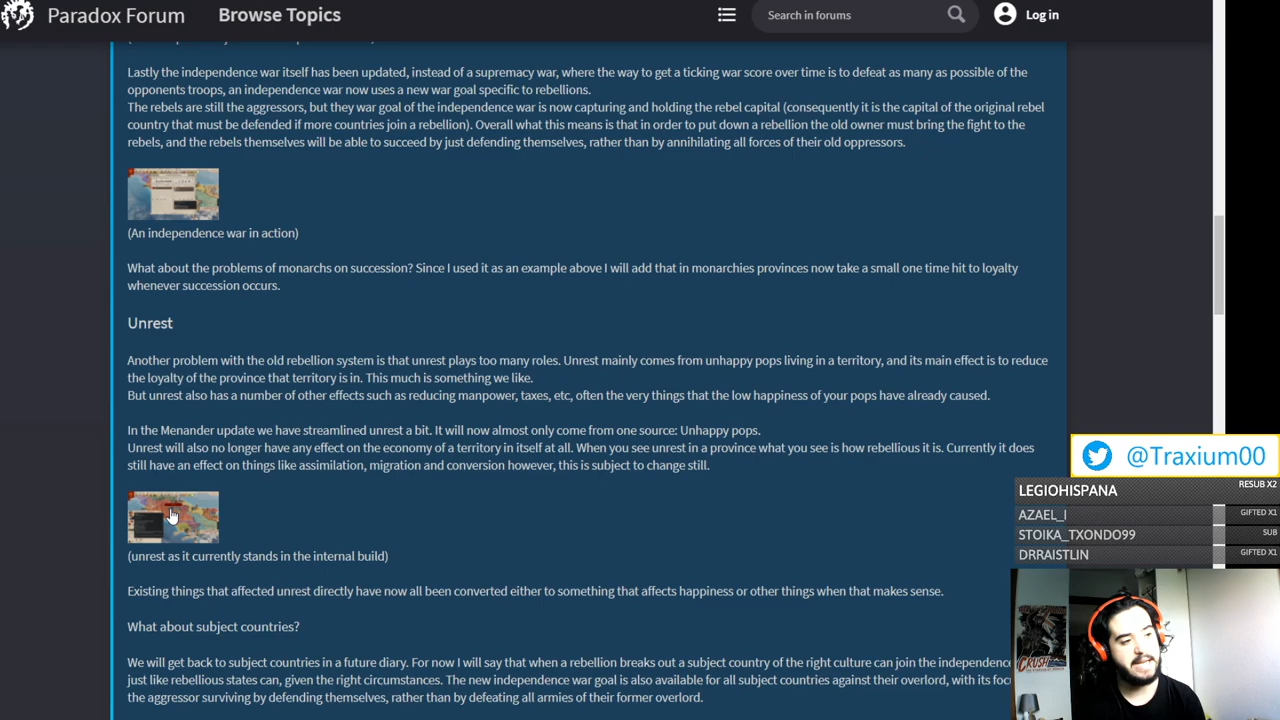 Paradox Forum
Browse Topics
Search in forums
Log in
Lastly the independence war itself has been updated, instead of a supremacy war, where the way to get a ticking war score over time is to defeat as many as possible of the
opponents troops, an independence war now uses a new war goal specific to rebellions.
The rebels are still the aggressors, but they war goal of the independence war is now capturing and holding the rebel capital (consequently it is the capital of the original rebel
country that must be defended if more countries join a rebellion). Overall what this means is that in order to put down a rebellion the old owner must bring the fight to the
rebels, and the rebels themselves will be able to succeed by just defending themselves, rather than by annihilating all forces of their old oppressors.
(An independence war in action)
What about the problems of monarchs on succession? Since I used it as an example above I will add that in monarchies provinces now take a small one time hit to loyalty
whenever succession occurs.
Unrest
Another problem with the old rebellion system is that unrest plays too many roles. Unrest mainly comes from unhappy pops living in a territory, and its main effect is to reduce
the loyalty of the province that territory is in. This much is something we like.
But unrest also has a number of other effects such as reducing manpower, taxes, etc, often the very things that the low happiness of your pops have already caused.
In the Menander update we have streamlined unrest a bit. It will now almost only come from one source: Unhappy pops.
Unrest will also no longer have any effect on the economy of a territory in itself at all. When you see unrest in a province what you see is how rebellious it is. Currently it does
still have an effect on things like assimilation, migration and conversion however, this is subject to change still.
(unrest as it currently stands in the internal build)
Existing things that affected unrest directly have now all been converted either to something that affects happiness or other things when that makes sense.
What about subject countries?
We will get back to subject countries in a future diary. For now I will say that when a rebellion breaks out a subject country of the right culture can join the independence
just like rebellious states can, given the right circumstances. The new independence war goal is also available for all subject countries against their overlord, with its
the aggressor surviving by defending themselves, rather than by defeating all armies of their former overlord.
@Traxium00
LEGIOHISPANA RESUB X2
AZAEL_I GIFTED X1
STOIKA_TXONDO99 SUB
DRRAISTLIN GIFTED X1
CRUSH